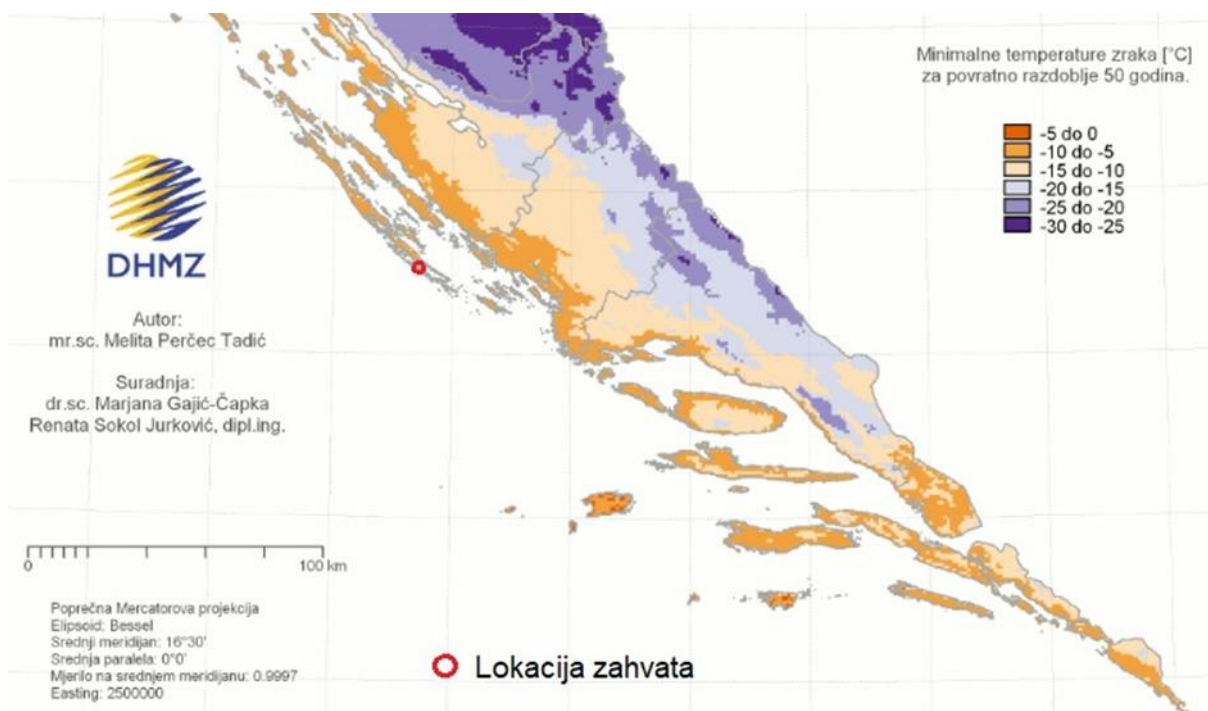 Minimalne temperature zraka [°C]
za povratno razdoblje 50 godina.
-5 do 0
-10 do -5
-15 do -10
-20 do -15
-25 do -20
-30 do -25
DHMZ
Autor:
mr.sc. Melita Perčec Tadić
Suradnja:
dr.sc. Marjana Gajić-Čapka
Renata Sokol Jurković, dipl.ing.
0 100 km
Poprečna Mercatorova projekcija
Elipsoid: Bessel
Srednji meridijan: 16°30'
Srednja paralela: 0°0'
Mjerilo na srednjem meridijanu: 0.9997
Easting: 2500000
Lokacija zahvata